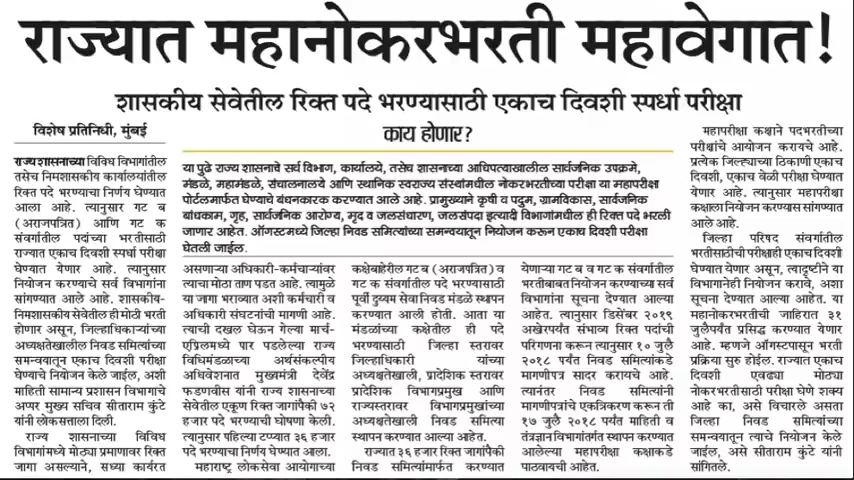 राज्यात महानोकरभरती महावेगात!
शासकीय सेवेतील रिक्त पदे भरण्यासाठी एकाच दिवशी स्पर्धा परीक्षा
विशेष प्रतिनिधी, मुंबई
राज्य शासनाच्या विविध विभागांतील
तसेच निमशासकीय कार्यालयांतील
रिक्त पदे भरण्याचा निर्णय घेण्यात
आला आहे. त्यानुसार गट ब
(अराजपत्रित) आणि गट क
संवर्गातील पदांच्या भरतीसाठी
राज्यात एकाच दिवशी स्पर्धा परीक्षा
घेण्यात येणार आहे. त्यानुसार
नियोजन करण्याचे सर्व विभागांना
सांगण्यात आले आहे. शासकीय-
निमशासकीय सेवेतील ही मोठी भरती
होणार असून, जिल्हाधिकाऱ्यांच्या
अध्यक्षतेखालील निवड समित्यांच्या
समन्वयातून एकाच दिवशी परीक्षा
घेण्याचे नियोजन केले जाईल, अशी
माहिती सामान्य प्रशासन विभागाचे
अप्पर मुख्य सचिव सीताराम कुंटे
यांनी लोकसत्ताला दिली.
राज्य शासनाच्या विविध
विभागांमध्ये मोठ्या प्रमाणावर रिक्त
जागा असल्याने, सध्या कार्यरत
काय होणार?
या पुढे राज्य शासनाचे सर्व विभाग, कार्यालये, तसेच शासनाच्या आधिपत्याखालील सार्वजनिक उपक्रमे,
मंडळे, महामंडळे, संचालनालये आणि स्थानिक स्वराज्य संस्थांमधील नोकरभरतीच्या परीक्षा या महापरीक्षा
पोर्टलमार्फत घेण्याचे बंधनकारक करण्यात आले आहे. प्रामुख्याने कृषी व पदुम, ग्रामविकास, सार्वजनिक
बांधकाम, गृह, सार्वजनिक आरोग्य, मृद व जलसंधारण, जलसंपदा इत्यादी विभागांमधील ही रिक्त पदे भरली
जाणार आहेत. ऑगस्टमध्ये जिल्हा निवड समित्यांच्या समन्वयातून नियोजन करून एकाच दिवशी परीक्षा
घेतली जाईल.
असणाऱ्या अधिकारी-कर्मचाऱ्यांवर
त्याचा मोठा ताण पडत आहे. त्यामुळे
या जागा भराव्यात अशी कर्मचारी व
अधिकारी संघटनांची मागणी आहे.
त्याची दखल घेऊन गेल्या मार्च-
एप्रिलमध्ये पार पडलेल्या राज्य
विधिमंडळाच्या अर्थसंकल्पीय
अधिवेशनात मुख्यमंत्री देवेंद्र
फडणवीस यांनी राज्य शासनाच्या
सेवेतील एकूण रिक्त जागांपैकी ७२
हजार पदे भरण्याची घोषणा केली.
त्यानुसार पहिल्या टप्प्यात ३६ हजार
पदे भरण्याचा निर्णय घेण्यात आला.
महाराष्ट्र लोकसेवा आयोगाच्या
कक्षेबाहेरील गट ब (अराजपत्रित) व
गट क संवर्गातील पदे भरण्यासाठी
पूर्वी दुय्यम सेवा निवड मंडळे स्थापन
करण्यात आली होती. आता या
मंडळांच्या कक्षेतील ही पदे
भरण्यासाठी जिल्हा स्तरावर
जिल्हाधिकारी यांच्या
अध्यक्षतेखाली, प्रादेशिक स्तरावर
प्रादेशिक विभागप्रमुख आणि
राज्यस्तरावर विभागप्रमुखांच्या
अध्यक्षतेखाली निवड समित्या
स्थापन करण्यात आल्या आहेत.
राज्यात ३६ हजार रिक्त जागांपैकी
निवड समित्यांमार्फत करण्यात
येणाऱ्या गट ब व गट क संवर्गातील
भरतीबाबत नियोजन करण्याच्या सर्व
विभागांना सूचना देण्यात आल्या
आहेत. त्यानुसार डिसेंबर २०१९
अखेरपर्यंत संभाव्य रिक्त पदांची
परिगणना करून त्यानुसार १० जुलै
२०१८ पर्यंत निवड समित्यांकडे
मागणीपत्र सादर करायचे आहे.
त्यानंतर निवड समित्यांनी
मागणीपत्रांचे एकत्रिकरण करून ती
१७ जुलै २०१८ पर्यंत माहिती व
तंत्रज्ञान विभागांतर्गत स्थापन करण्यात
आलेल्या महापरीक्षा कक्षाकडे
पाठवायची आहेत.
महापरीक्षा कक्षाने पदभरतीच्या
परीक्षांचे आयोजन करायचे आहे.
प्रत्येक जिल्ह्याच्या ठिकाणी एकाच
दिवशी, एकाच वेळी परीक्षा घेण्यात
येणार आहे. त्यानुसार महापरीक्षा
कक्षाला नियोजन करण्यास सांगण्यात
आले आहे.
जिल्हा परिषद संवर्गातील
भरतीसाठीची परीक्षाही एकाच दिवशी
घेण्यात येणार असून, त्यादृष्टीने या
विभागानेही नियोजन करावे, अशा
सूचना देण्यात आल्या आहेत. या
महानोकरभरतीची जाहिरात ३१
जुलैपर्यंत प्रसिद्ध करण्यात येणार
आहे. म्हणजे ऑगस्टपासून भरती
प्रक्रिया सुरु होईल. राज्यात एकाच
दिवशी एवढ्या मोठ्या
नोकरभरतीसाठी परीक्षा घेणे शक्य
आहे का, असे विचारले असता
जिल्हा निवड समित्यांच्या
समन्वयातून त्याचे नियोजन केले
जाईल, असे सीताराम कुंटे यांनी
सांगितले.